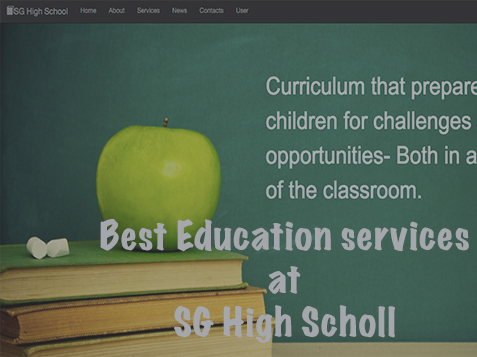 SG High School Home About Services News Contacts User
Curriculum that prepare
children for challenges
opportunities- Both in a
of the classroom.
Best Education services
at
SG High Scholl